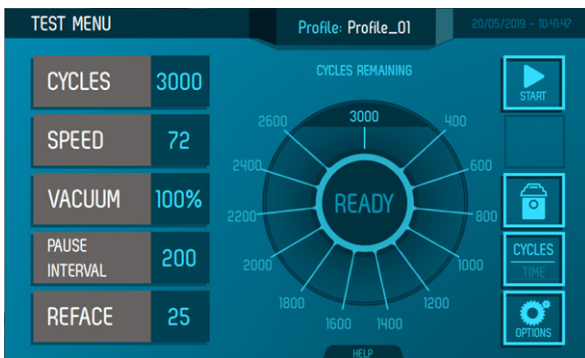 TEST MENU
Profile: Profile_01
20/05/2019 - 10:41:47
CYCLES 3000
SPEED 72
VACUUM 100%
PAUSE
INTERVAL
200
REFACE 25
CYCLES REMAINING
3000
400
600
800
1000
1200
1400
1600
1800
2000
2200
2400
2600
READY
START
CYCLES
TIME
OPTIONS
HELP